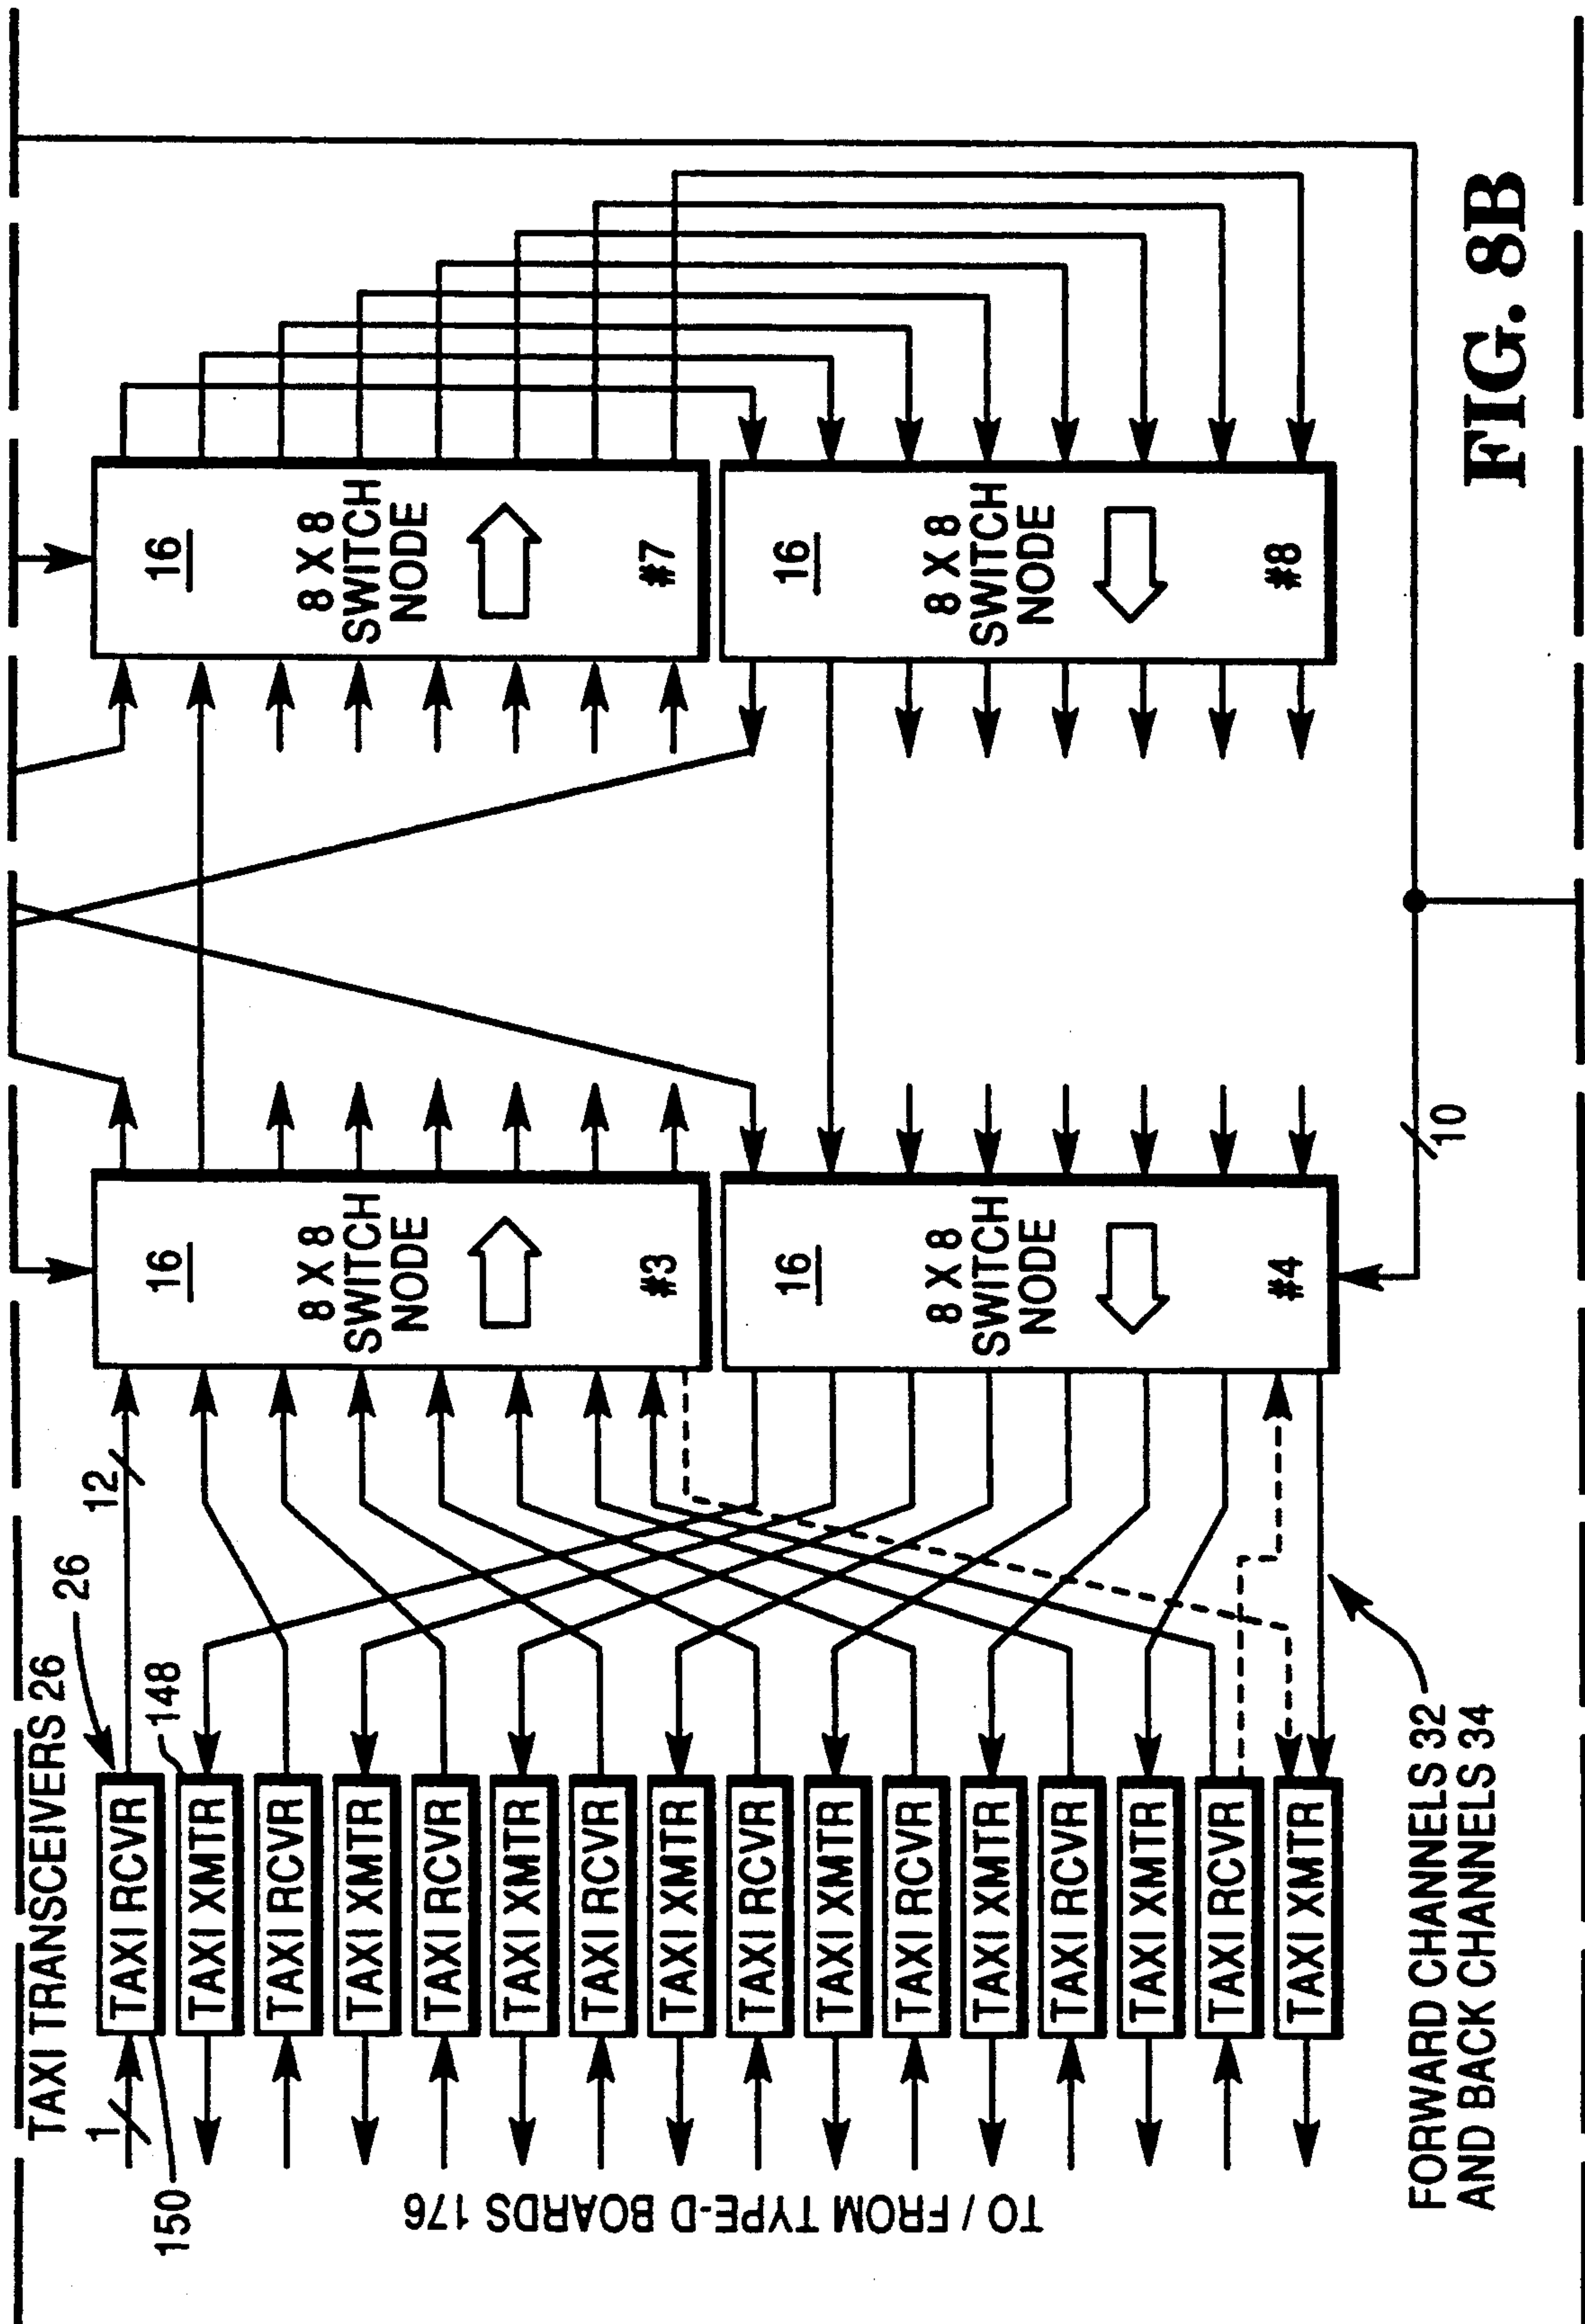 TAXI TRANSCEIVERS 26
26
1
150
148
12
TAXI RCVR
TAXI XMTR
TAXI RCVR
TAXI XMTR
TAXI RCVR
TAXI XMTR
TAXI RCVR
TAXI XMTR
TAXI RCVR
TAXI XMTR
TAXI RCVR
TAXI XMTR
TAXI RCVR
TAXI XMTR
TAXI RCVR
TAXI XMTR
TO / FROM TYPE-D BOARDS 176
FORWARD CHANNELS 32
AND BACK CHANNELS 34
16
8 X 8
SWITCH
NODE
#3
16
8 X 8
SWITCH
NODE
#4
10
16
8 X 8
SWITCH
NODE
#7
16
8 X 8
SWITCH
NODE
#8
FIG. 8B